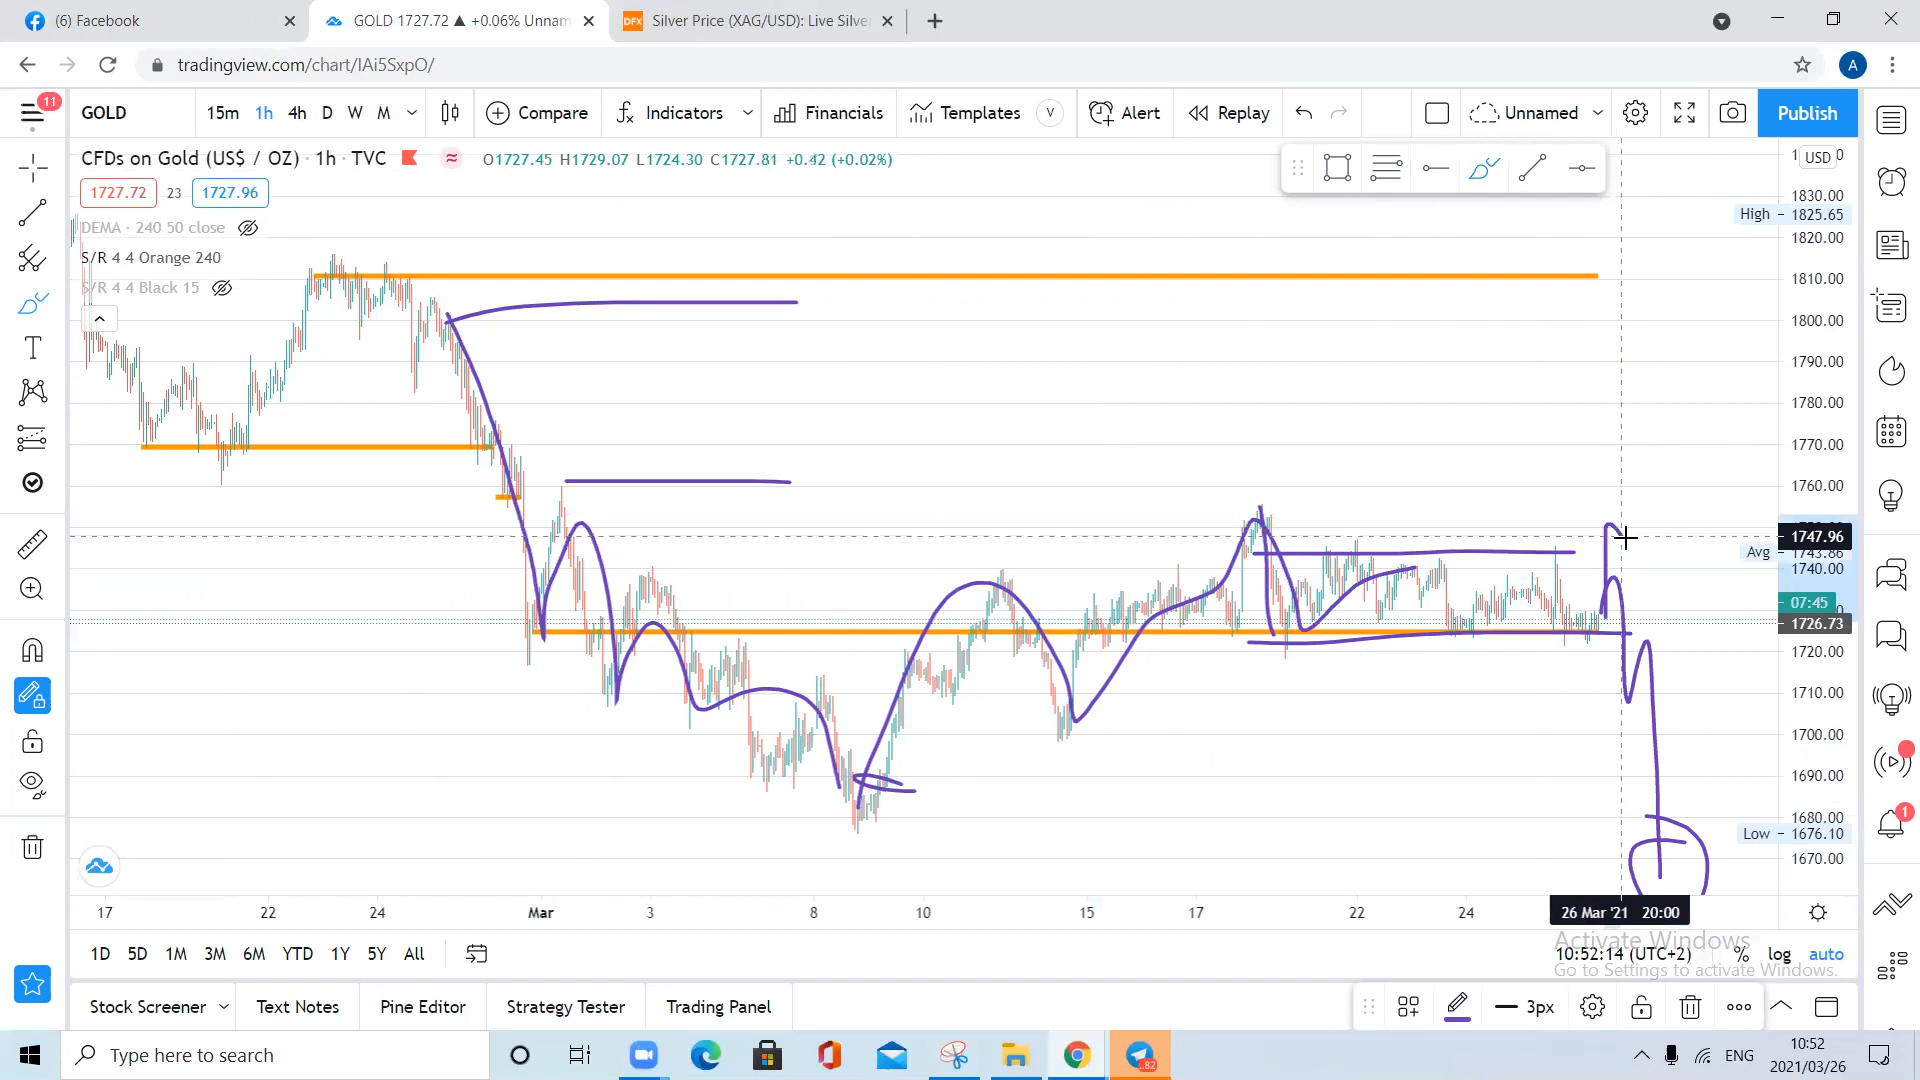 (6) Facebook
GOLD 1727.72 ▲ +0.06% Unnam
DFX Silver Price (XAG/USD): Live Silver
tradingview.com/chart/IAi5SxpO/
A
11
GOLD 15m 1h 4h D W M Compare Indicators Financials Templates V Alert Replay Unnamed Publish
CFDs on Gold (US$ / OZ) · 1h · TVC O1727.45 H1729.07 L1724.30 C1727.81 +0.42 (+0.02%)
1727.72 23 1727.96
DEMA · 240 50 close
S/R 4 4 Orange 240
S/R 4 4 Black 15
USD
1830.00
High - 1825.65
1820.00
1810.00
1800.00
1790.00
1780.00
1770.00
1760.00
1747.96
Avg 1743.86
1740.00
07:45
1726.73
1720.00
1710.00
1700.00
1690.00
1680.00
Low - 1676.10
1670.00
1
17 22 24 Mar 3 8 10 15 17 22 24 26 Mar '21 20:00
Activate Windows
Go to Settings to activate Windows.
1D 5D 1M 3M 6M YTD 1Y 5Y All 10:52:14 (UTC+2) % log auto
Stock Screener Text Notes Pine Editor Strategy Tester Trading Panel 3px
Type here to search
82
ENG
10:52
2021/03/26